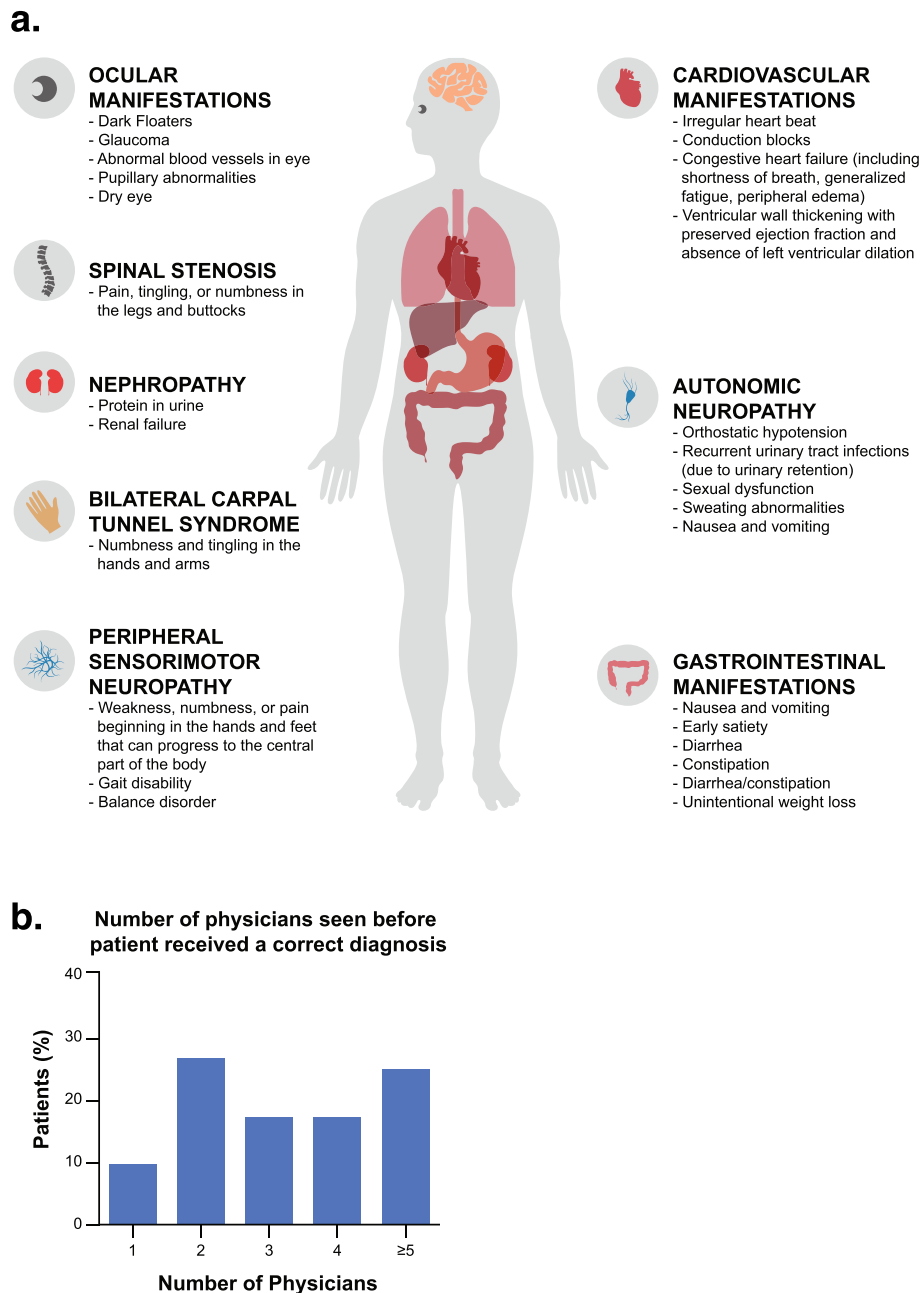 a.
OCULAR
MANIFESTATIONS
- Dark Floaters
- Glaucoma
- Abnormal blood vessels in eye
- Pupillary abnormalities
- Dry eye
SPINAL STENOSIS
- Pain, tingling, or numbness in
the legs and buttocks
NEPHROPATHY
- Protein in urine
- Renal failure
BILATERAL CARPAL
TUNNEL SYNDROME
- Numbness and tingling in the
hands and arms
PERIPHERAL
SENSORIMOTOR
NEUROPATHY
- Weakness, numbness, or pain
beginning in the hands and feet
that can progress to the central
part of the body
- Gait disability
- Balance disorder
CARDIOVASCULAR
MANIFESTATIONS
- Irregular heart beat
- Conduction blocks
- Congestive heart failure (including
shortness of breath, generalized
fatigue, peripheral edema)
- Ventricular wall thickening with
preserved ejection fraction and
absence of left ventricular dilation
AUTONOMIC
NEUROPATHY
- Orthostatic hypotension
- Recurrent urinary tract infections
(due to urinary retention)
- Sexual dysfunction
- Sweating abnormalities
- Nausea and vomiting
GASTROINTESTINAL
MANIFESTATIONS
- Nausea and vomiting
- Early satiety
- Diarrhea
- Constipation
- Diarrhea/constipation
- Unintentional weight loss
b.
Number of physicians seen before
patient received a correct diagnosis
Patients (%)
40
30
20
10
0
1 2 3 4 ≥5
Number of Physicians